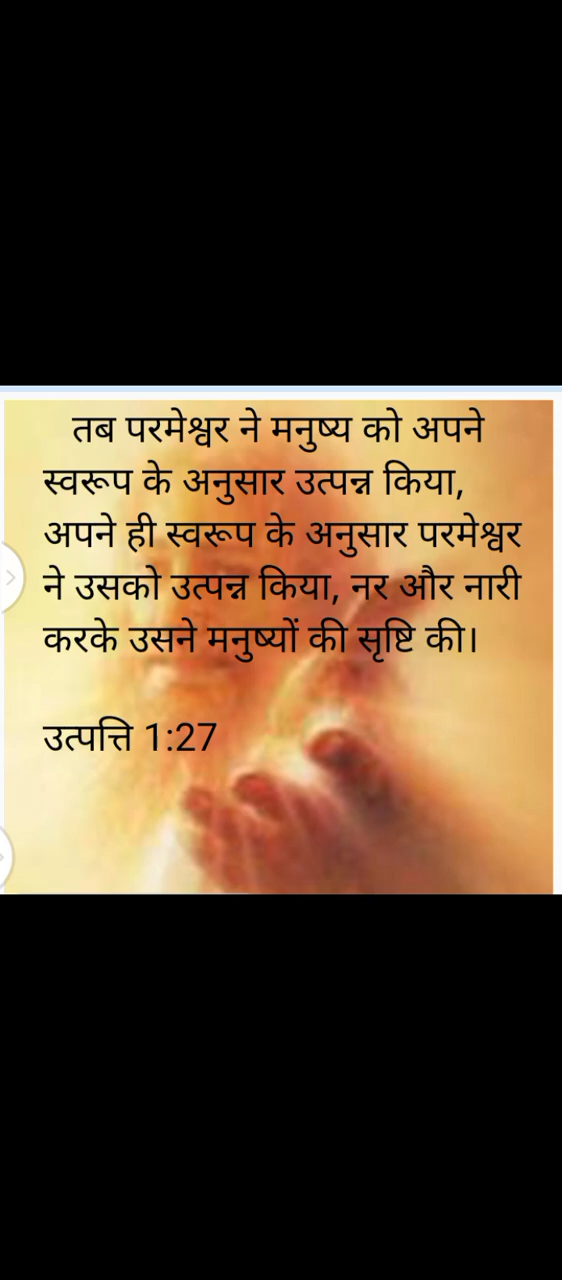 तब परमेश्वर ने मनुष्य को अपने
स्वरूप के अनुसार उत्पन्न किया,
अपने ही स्वरूप के अनुसार परमेश्वर
ने उसको उत्पन्न किया, नर और नारी
करके उसने मनुष्यों की सृष्टि की।
उत्पत्ति 1:27